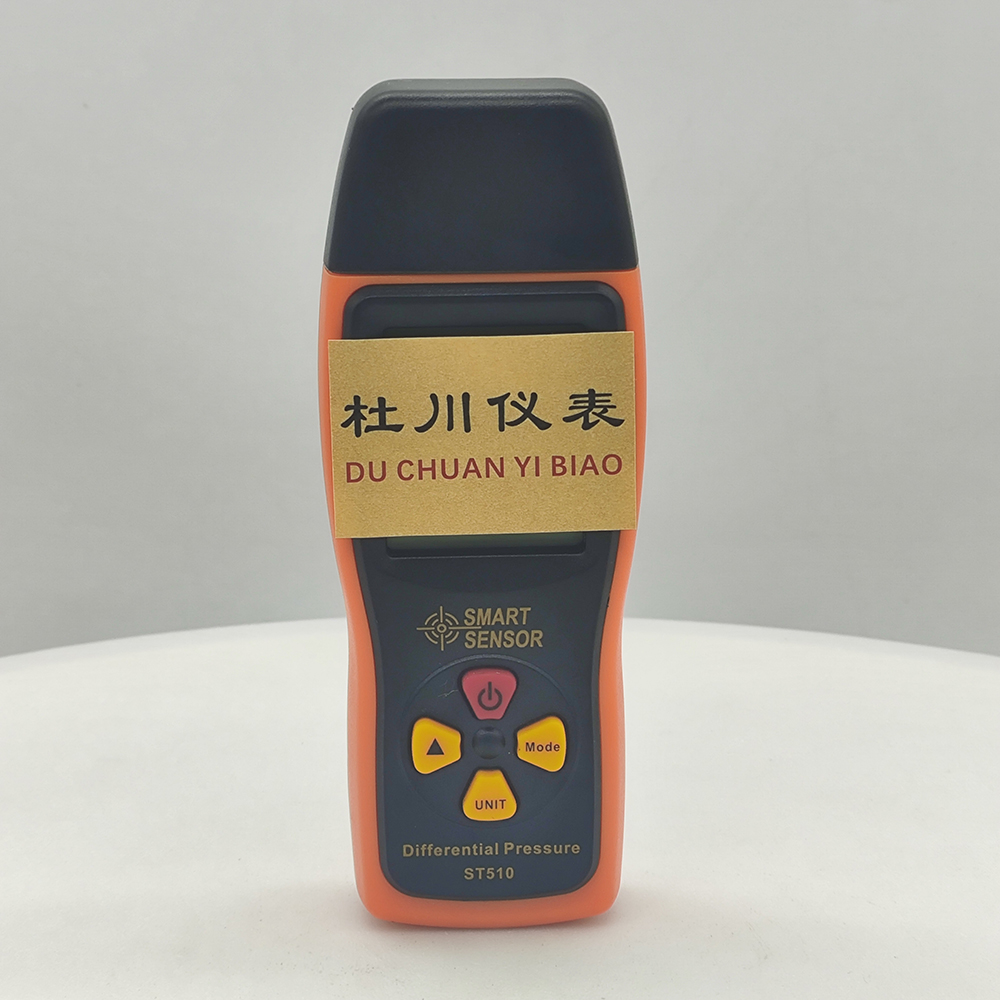 杜川仪表
DU CHUAN YI BIAO
SMART
SENSOR
Mode
UNIT
Differential Pressure
ST510